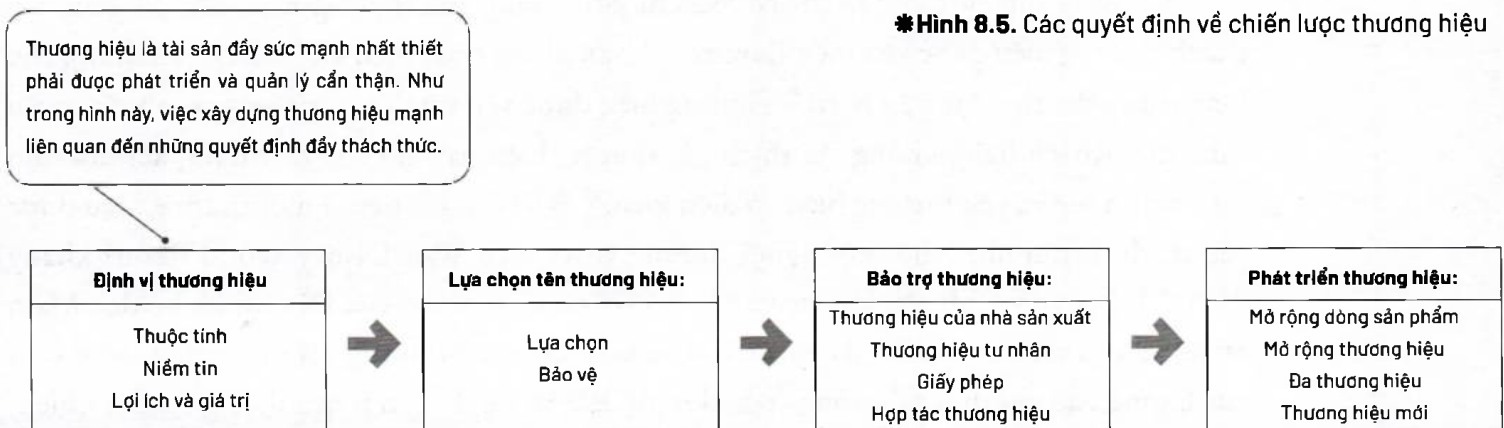 ✱Hình 8.5. Các quyết định về chiến lược thương hiệu
Thương hiệu là tài sản đầy sức mạnh nhất thiết
phải được phát triển và quản lý cẩn thận. Như
trong hình này, việc xây dựng thương hiệu mạnh
liên quan đến những quyết định đầy thách thức.
Định vị thương hiệu
Thuộc tính
Niềm tin
Lợi ích và giá trị
Lựa chọn tên thương hiệu:
Lựa chọn
Bảo vệ
Bảo trợ thương hiệu:
Thương hiệu của nhà sản xuất
Thương hiệu tư nhân
Giấy phép
Hợp tác thương hiệu
Phát triển thương hiệu:
Mở rộng dòng sản phẩm
Mở rộng thương hiệu
Đa thương hiệu
Thương hiệu mới